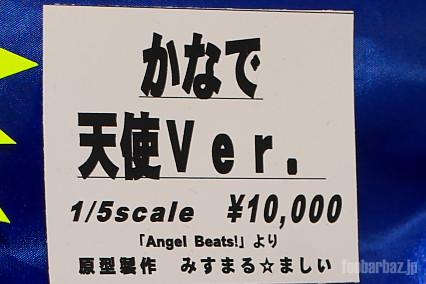 かなで
天使Ver.
1/5scale ¥10,000
「Angel Beats!」より
原型製作 みすまる☆ましい
foobarbaz.jp